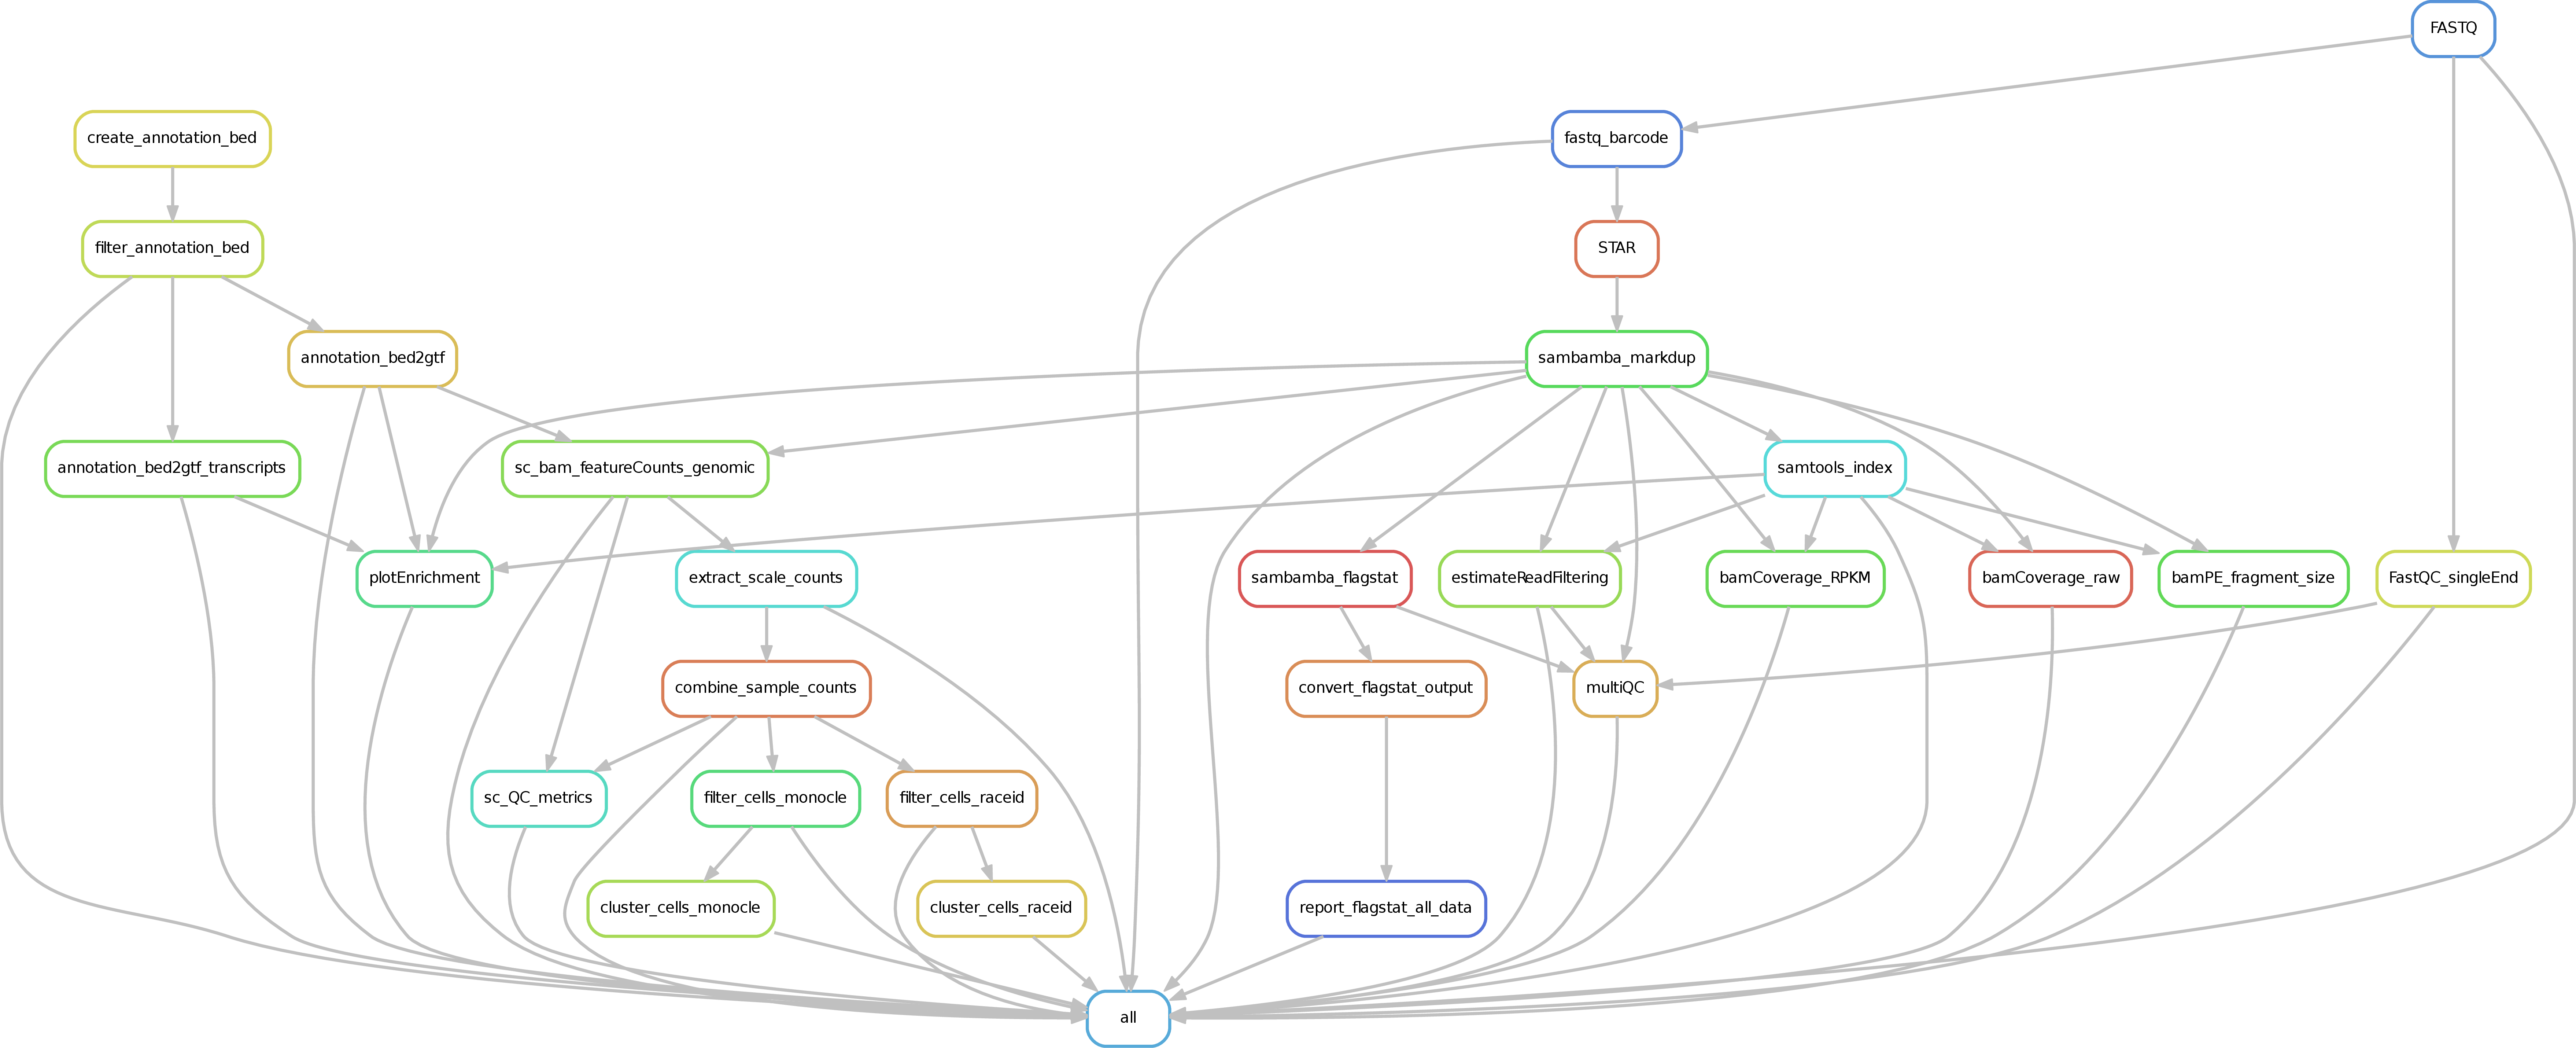 FASTQ
create_annotation_bed
fastq_barcode
filter_annotation_bed
STAR
annotation_bed2gtf
sambamba_markdup
annotation_bed2gtf_transcripts
sc_bam_featureCounts_genomic
samtools_index
plotEnrichment
extract_scale_counts
sambamba_flagstat
estimateReadFiltering
bamCoverage_RPKM
bamCoverage_raw
bamPE_fragment_size
FastQC_singleEnd
combine_sample_counts
convert_flagstat_output
multiQC
sc_QC_metrics
filter_cells_monocle
filter_cells_raceid
cluster_cells_monocle
cluster_cells_raceid
report_flagstat_all_data
all